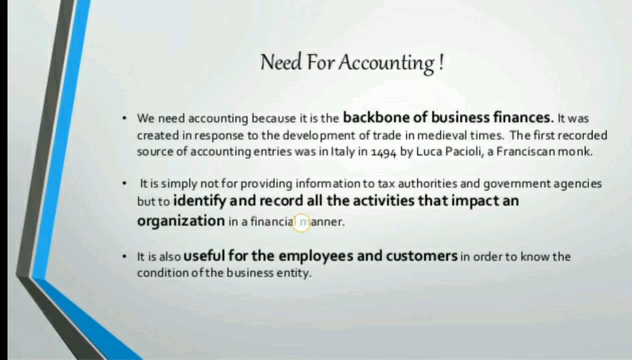 Need For Accounting !
• We need accounting because it is the backbone of business finances. It was
created in response to the development of trade in medieval times. The first recorded
source of accounting entries was in Italy in 1494 by Luca Pacioli, a Franciscan monk.
• It is simply not for providing information to tax authorities and government agencies
but to identify and record all the activities that impact an
organization in a financial manner.
• It is also useful for the employees and customers in order to know the
condition of the business entity.